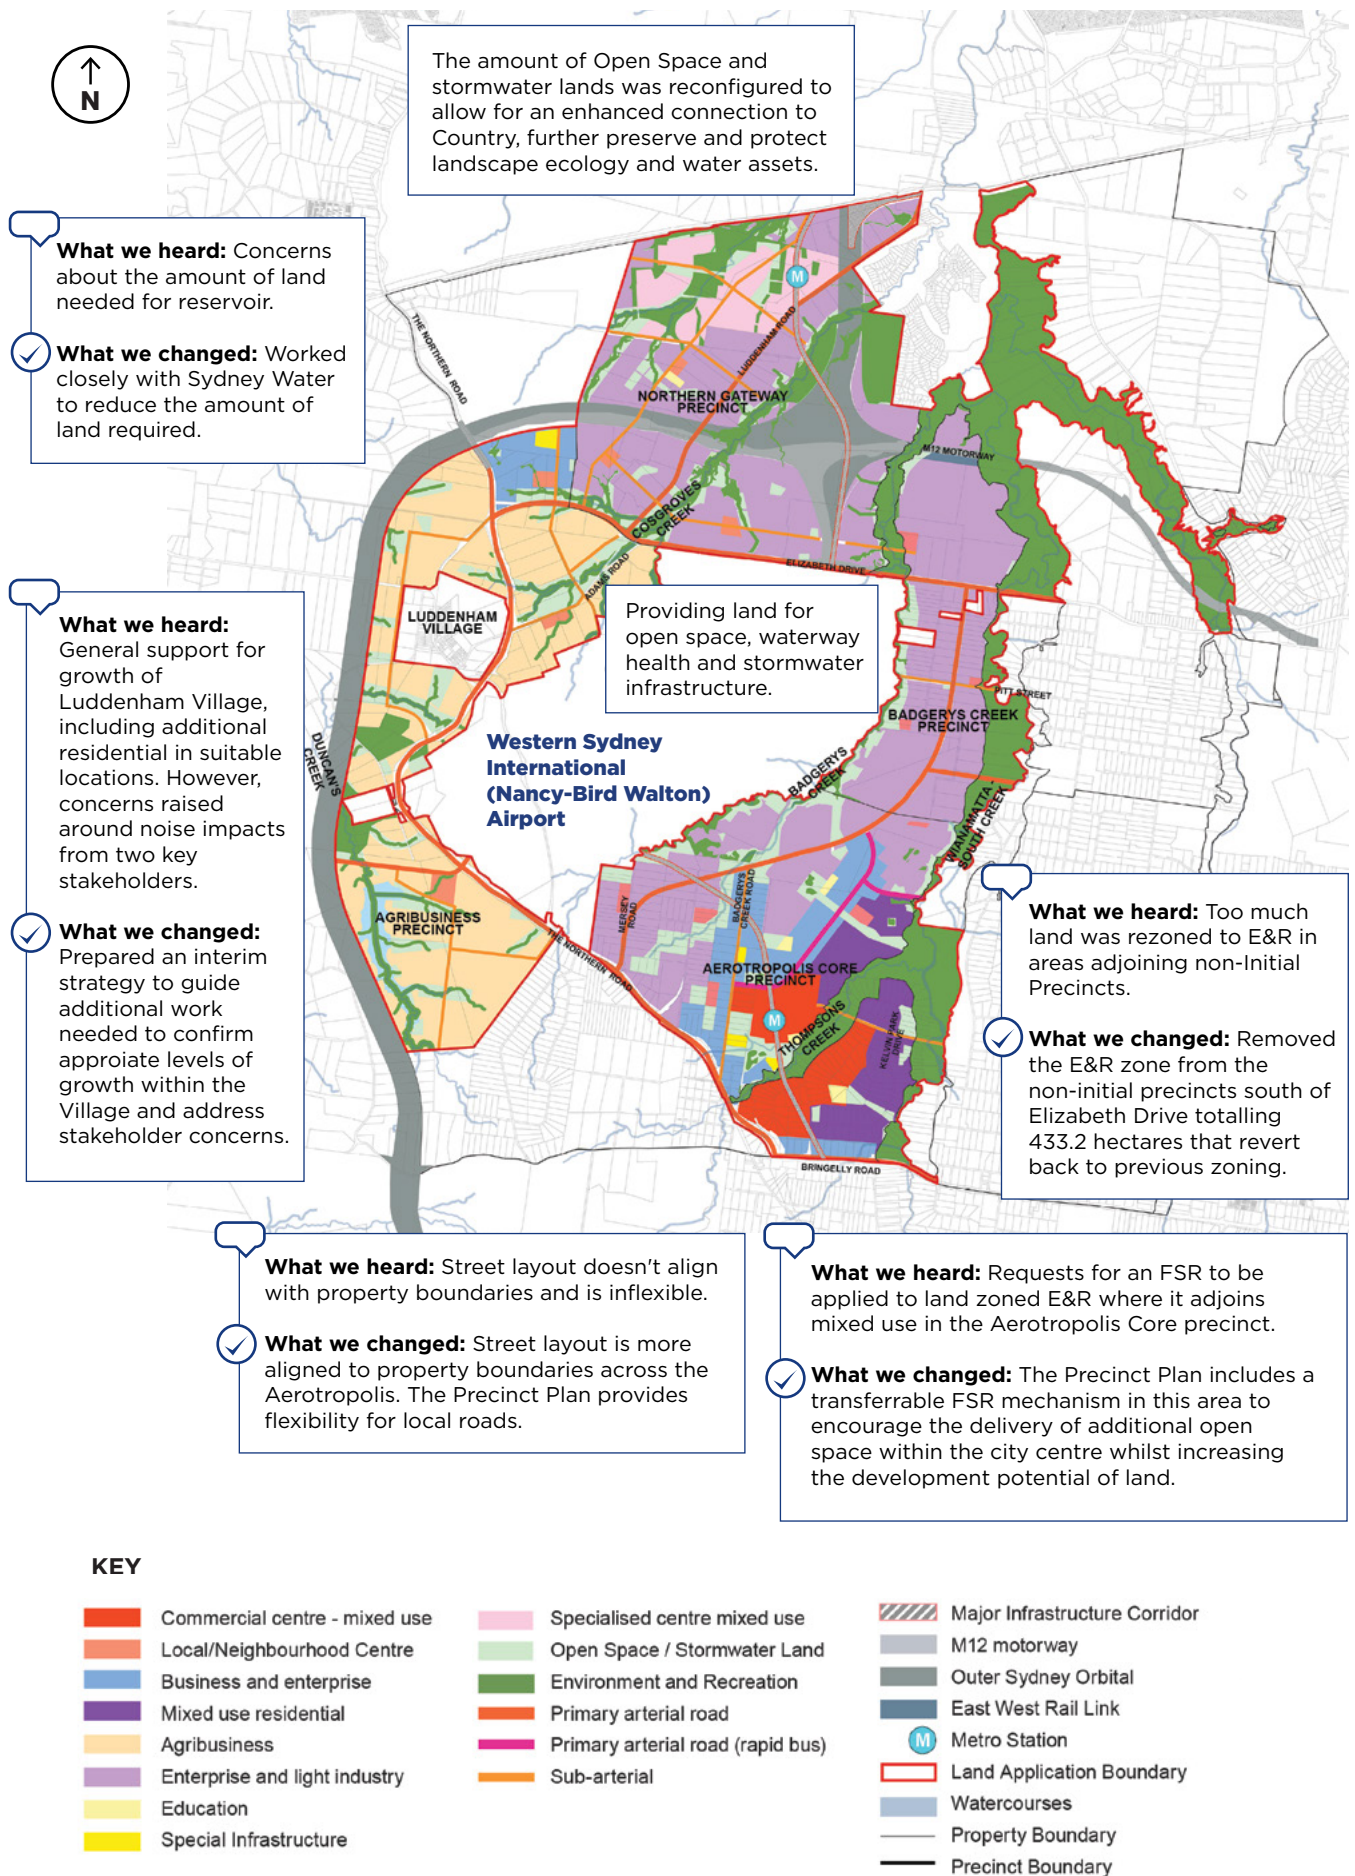 N
The amount of Open Space and
stormwater lands was reconfigured to
allow for an enhanced connection to
Country, further preserve and protect
landscape ecology and water assets.
What we heard: Concerns
about the amount of land
needed for reservoir.
What we changed: Worked
closely with Sydney Water
to reduce the amount of
land required.
M
THE NORTHERN ROAD
LUDDENHAM ROAD
NORTHERN GATEWAY
PRECINCT
M12 MOTORWAY
COSGROVES
CREEK
ELIZABETH DRIVE
ADAMS ROAD
LUDDENHAM
VILLAGE
Providing land for
open space, waterway
health and stormwater
infrastructure.
What we heard:
General support for
growth of
Luddenham Village,
including additional
residential in suitable
locations. However,
concerns raised
around noise impacts
from two key
stakeholders.
What we changed:
Prepared an interim
strategy to guide
additional work
needed to confirm
approiate levels of
growth within the
Village and address
stakeholder concerns.
PITT STREET
BADGERYS CREEK
PRECINCT
Western Sydney
International
(Nancy-Bird Walton)
Airport
DUNCAN'S
CREEK
BADGERYS
CREEK
WIANAMATTA -
SOUTH CREEK
MERSEY
ROAD
BADGERYS
CREEK ROAD
AGRIBUSINESS
PRECINCT
THE NORTHERN ROAD
AEROTROPOLIS CORE
PRECINCT
M
THOMPSONS
CREEK
KELVIN PARK
DRIVE
BRINGELLY ROAD
What we heard: Too much
land was rezoned to E&R in
areas adjoining non-Initial
Precincts.
What we changed: Removed
the E&R zone from the
non-initial precincts south of
Elizabeth Drive totalling
433.2 hectares that revert
back to previous zoning.
What we heard: Street layout doesn't align
with property boundaries and is inflexible.
What we changed: Street layout is more
aligned to property boundaries across the
Aerotropolis. The Precinct Plan provides
flexibility for local roads.
What we heard: Requests for an FSR to be
applied to land zoned E&R where it adjoins
mixed use in the Aerotropolis Core precinct.
What we changed: The Precinct Plan includes a
transferrable FSR mechanism in this area to
encourage the delivery of additional open
space within the city centre whilst increasing
the development potential of land.
KEY
Commercial centre - mixed use
Local/Neighbourhood Centre
Business and enterprise
Mixed use residential
Agribusiness
Enterprise and light industry
Education
Special Infrastructure
Specialised centre mixed use
Open Space / Stormwater Land
Environment and Recreation
Primary arterial road
Primary arterial road (rapid bus)
Sub-arterial
Major Infrastructure Corridor
M12 motorway
Outer Sydney Orbital
East West Rail Link
M Metro Station
Land Application Boundary
Watercourses
Property Boundary
Precinct Boundary